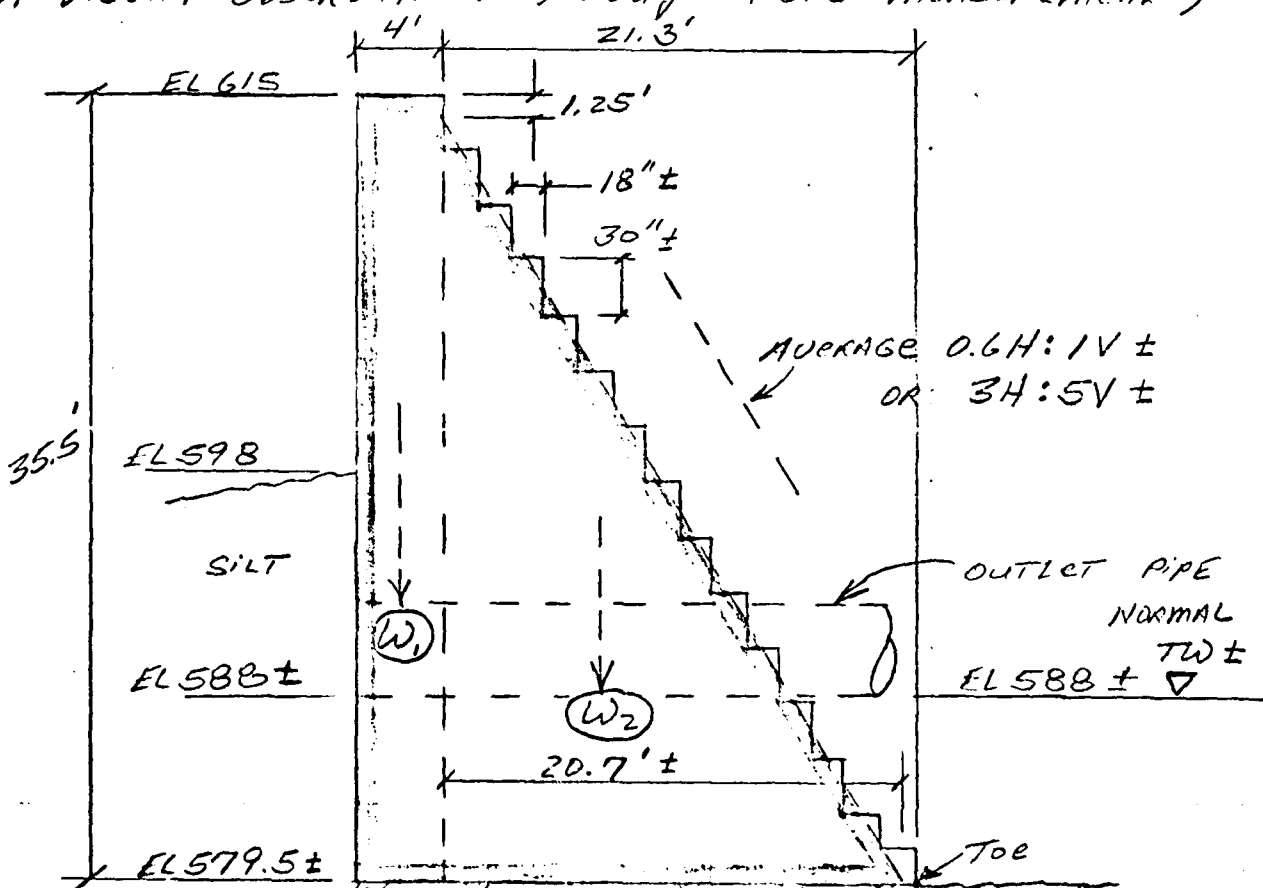 4' 21.3'
EL 615
1.25'
18" ±
30" ±
AVERAGE 0.6H:1V ±
OR 3H:5V ±
35.5'
EL 598
SILT
OUTLET PIPE
NORMAL
TW ±
W1
EL 588 ± EL 588 ±
W2
20.7' ±
EL 579.5 ± TOE